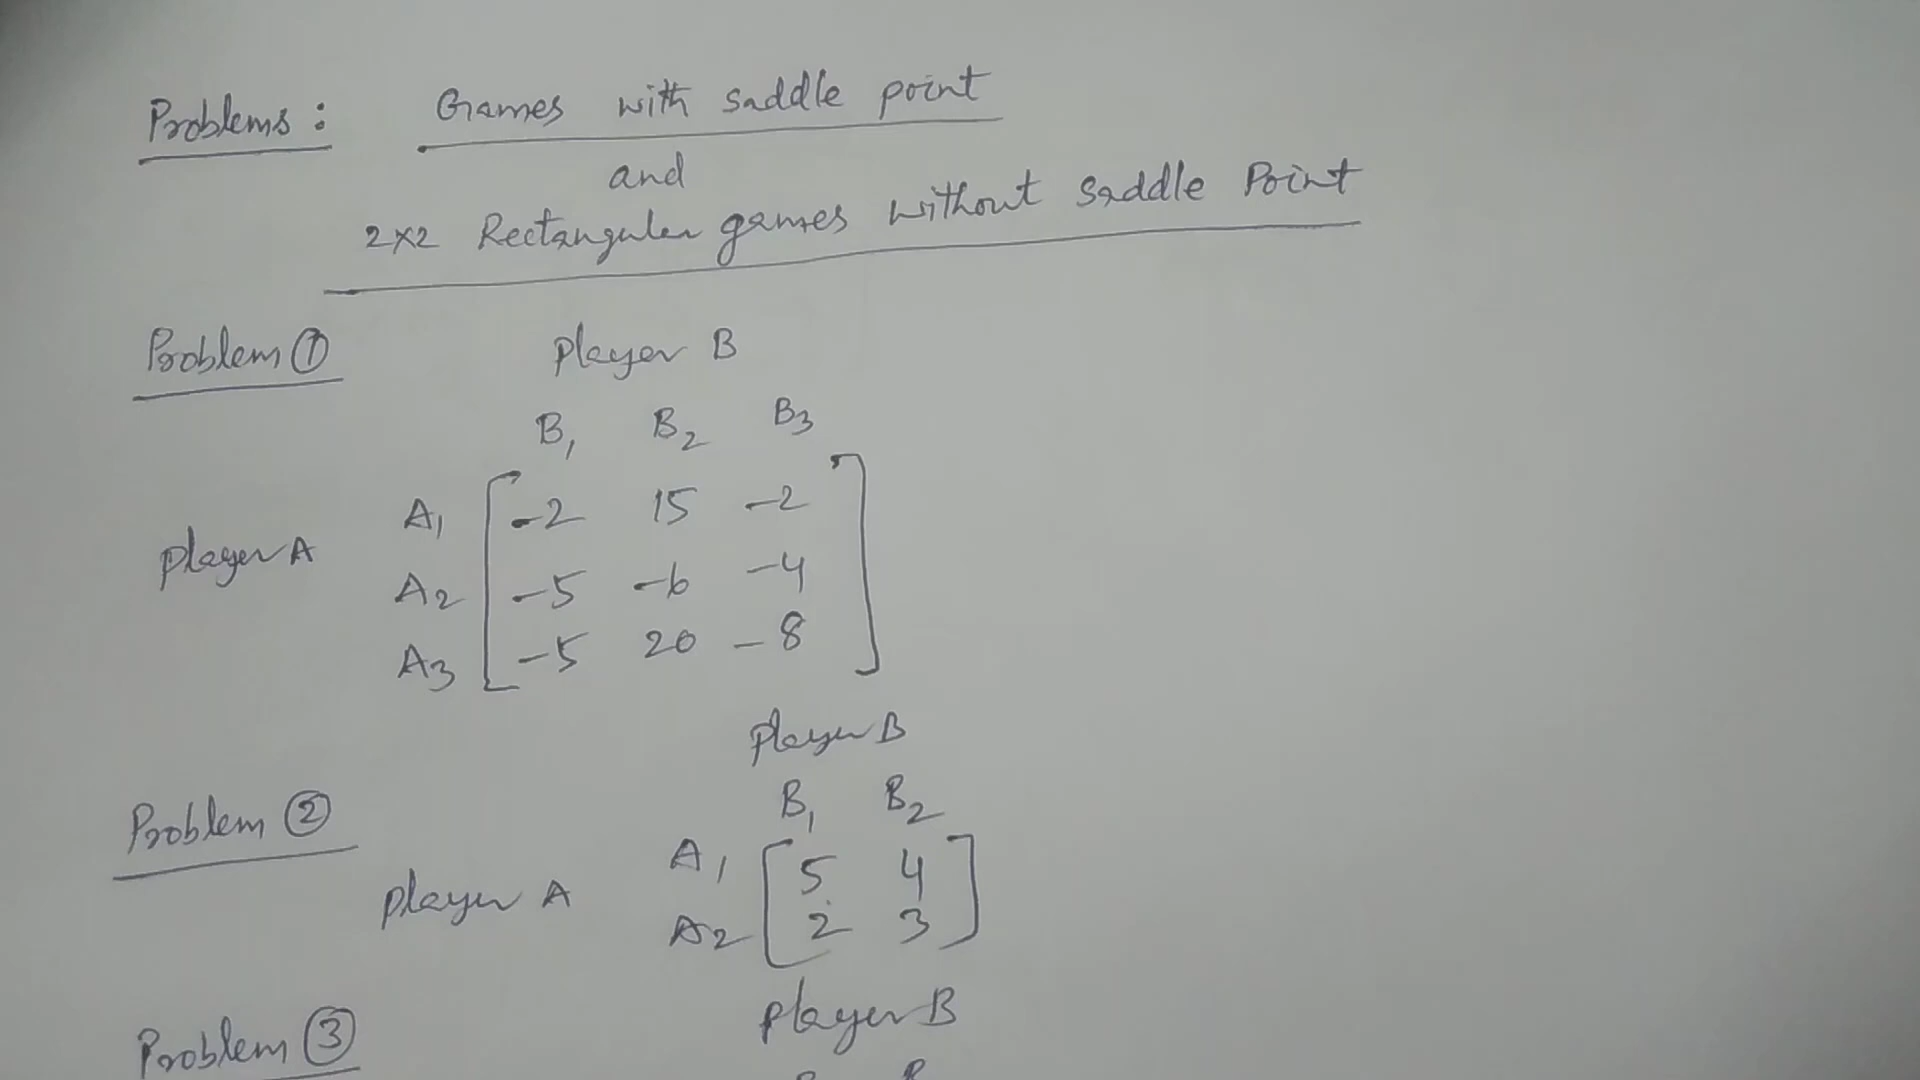 Problems : Games with saddle point
and
2×2 Rectangular games without Saddle Point
Problem ①
player B
B₁ B₂ B₃
player A
A₁ -2 15 -2
A₂ -5 -6 -4
A₃ -5 20 -8
player B
Problem ②
B₁ B₂
player A
A₁ 5 4
A₂ 2 3
Problem ③
player B